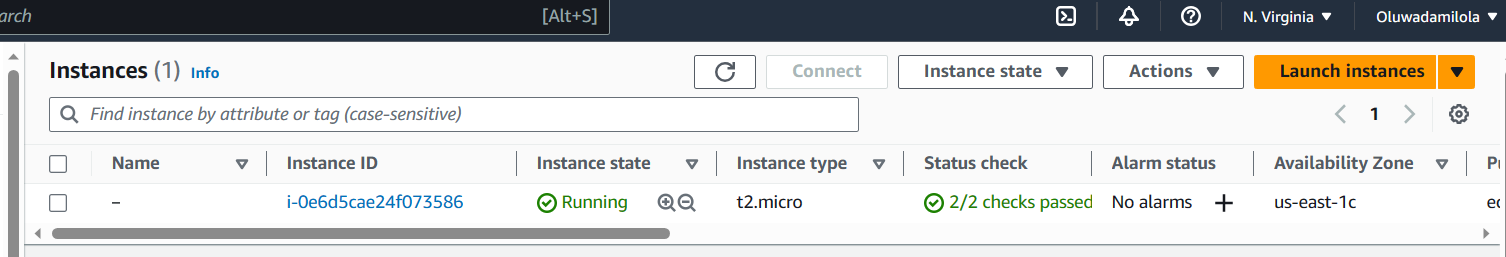 arch [Alt+S] N. Virginia Oluwadamilola
Instances (1) Info Connect Instance state Actions Launch instances
Find instance by attribute or tag (case-sensitive) 1
Name Instance ID Instance state Instance type Status check Alarm status Availability Zone
– i-0e6d5cae24f073586 Running t2.micro 2/2 checks passed No alarms + us-east-1c